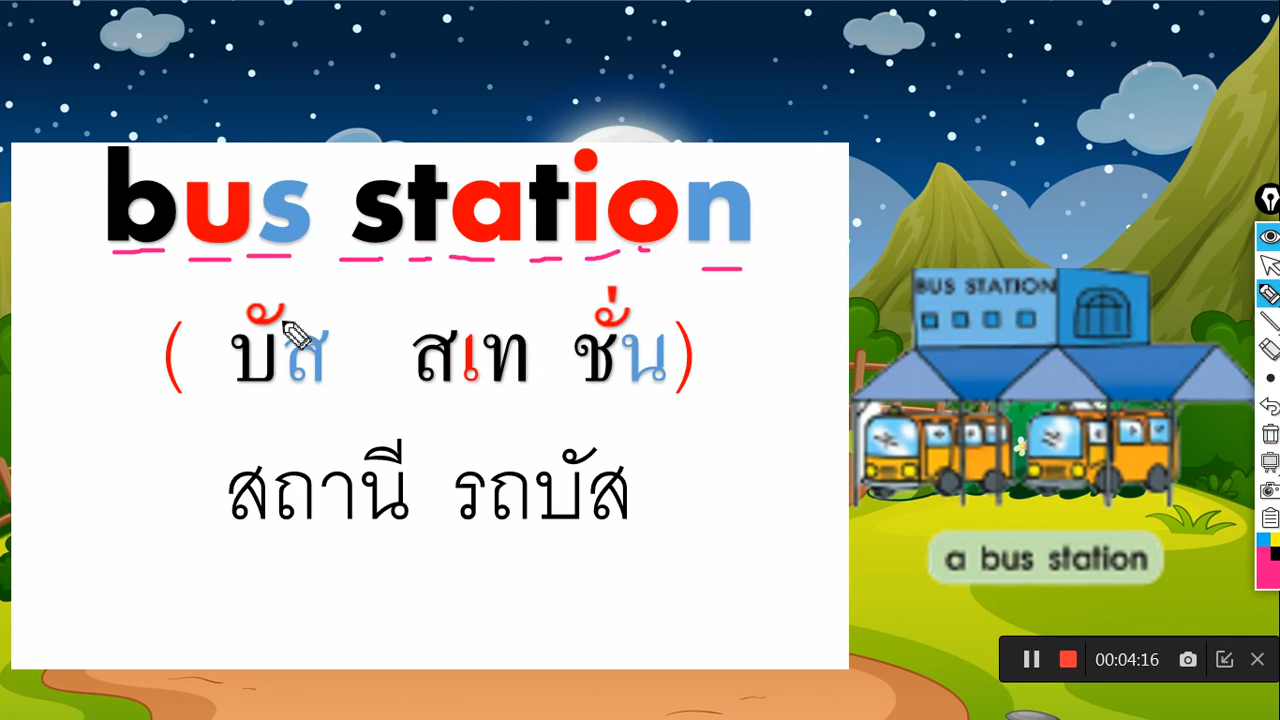 bus station
( บัส สเท ชั่น)
สถานี รถบัส
BUS STATION
a bus station
00:04:16